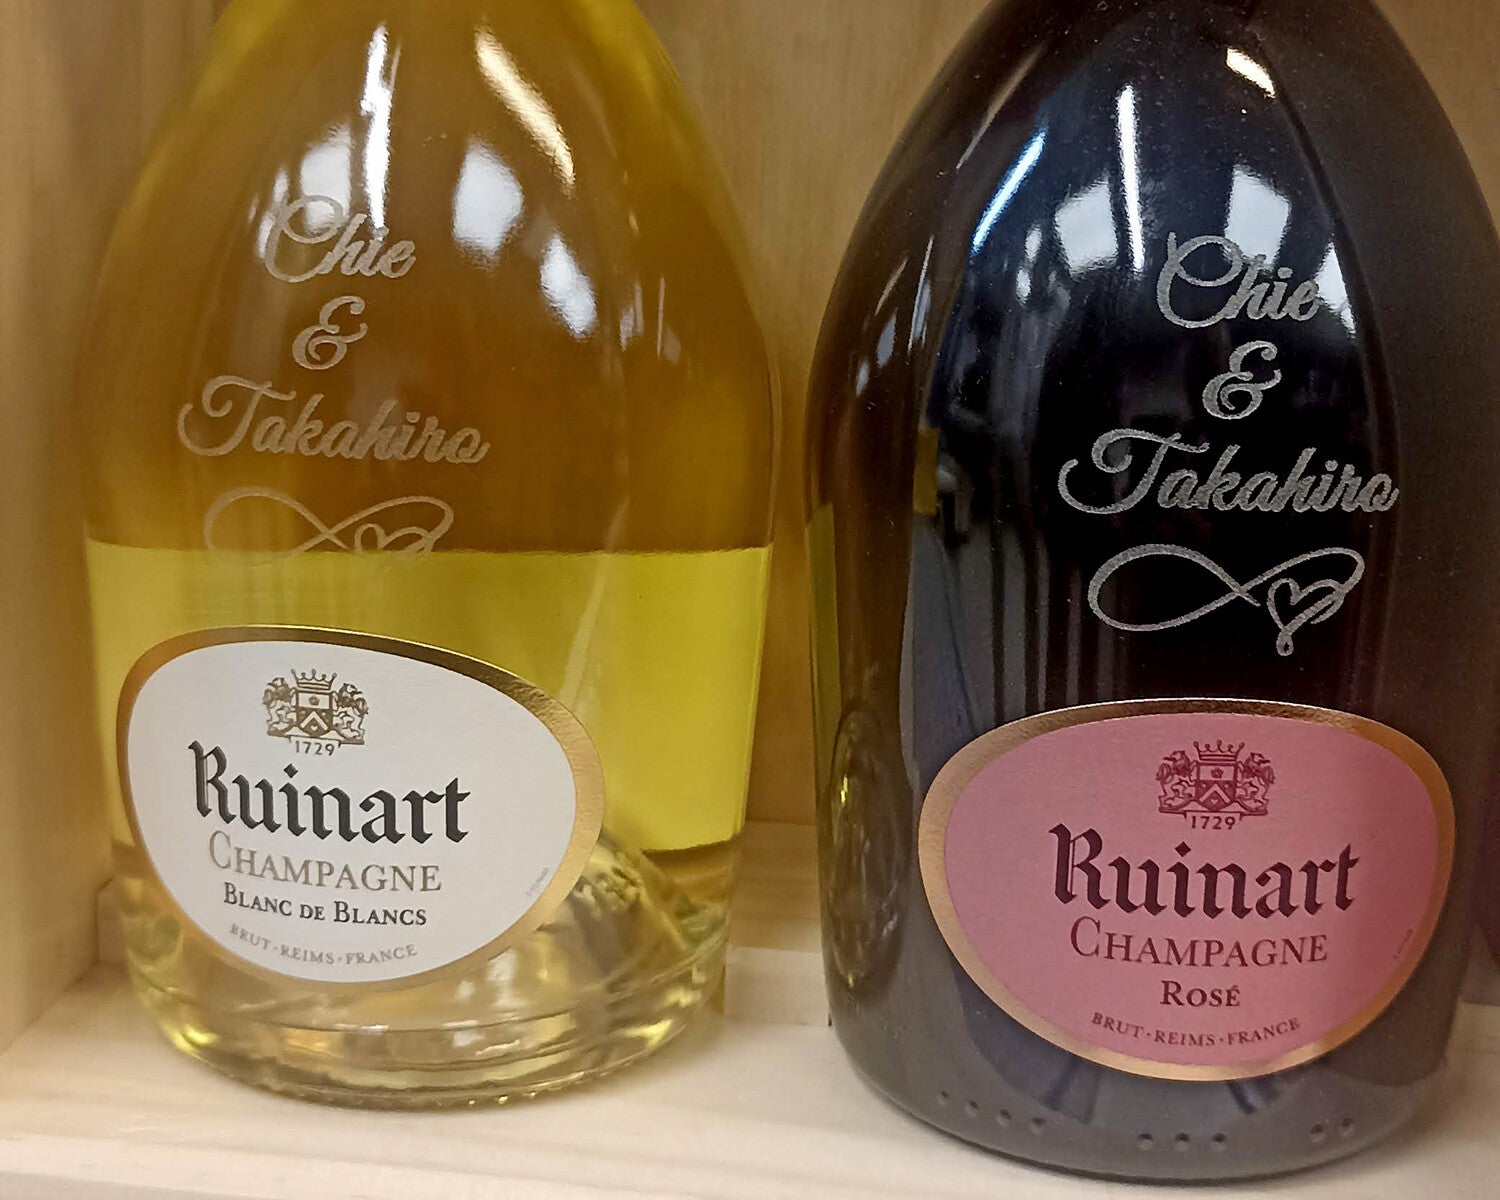 Chie
&
Takahiro
1729
Ruinart
CHAMPAGNE
BLANC DE BLANCS
BRUT · REIMS · FRANCE
Chie
&
Takahiro
1729
Ruinart
CHAMPAGNE
ROSÉ
BRUT · REIMS · FRANCE